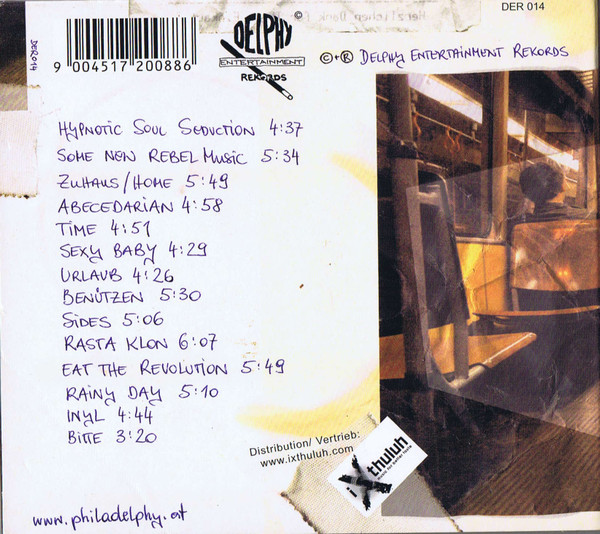 DER 014
DELPHY
©
ENTERTAINMENT
REKORDS
DER014
9 004517 200886
©+℗ DELPHY ENTERTAINMENT REKORDS
HYPNOTIC SOUL SEDUCTION 4:37
SOME NEW REBEL MUSIC 5:34
ZUHAUS/HOME 5:49
ABECEDARIAN 4:58
TIME 4:51
SEXY BABY 4:29
URLAUB 4:26
BENÜTZEN 5:30
SIDES 5:06
RASTA KLON 6:07
EAT THE REVOLUTION 5:49
RAINY DAY 5:10
INYL 4:44
BITTE 3:20
Distribution/ Vertrieb:
www.ixthuluh.com
iXthuluh
www.philadelphy.at